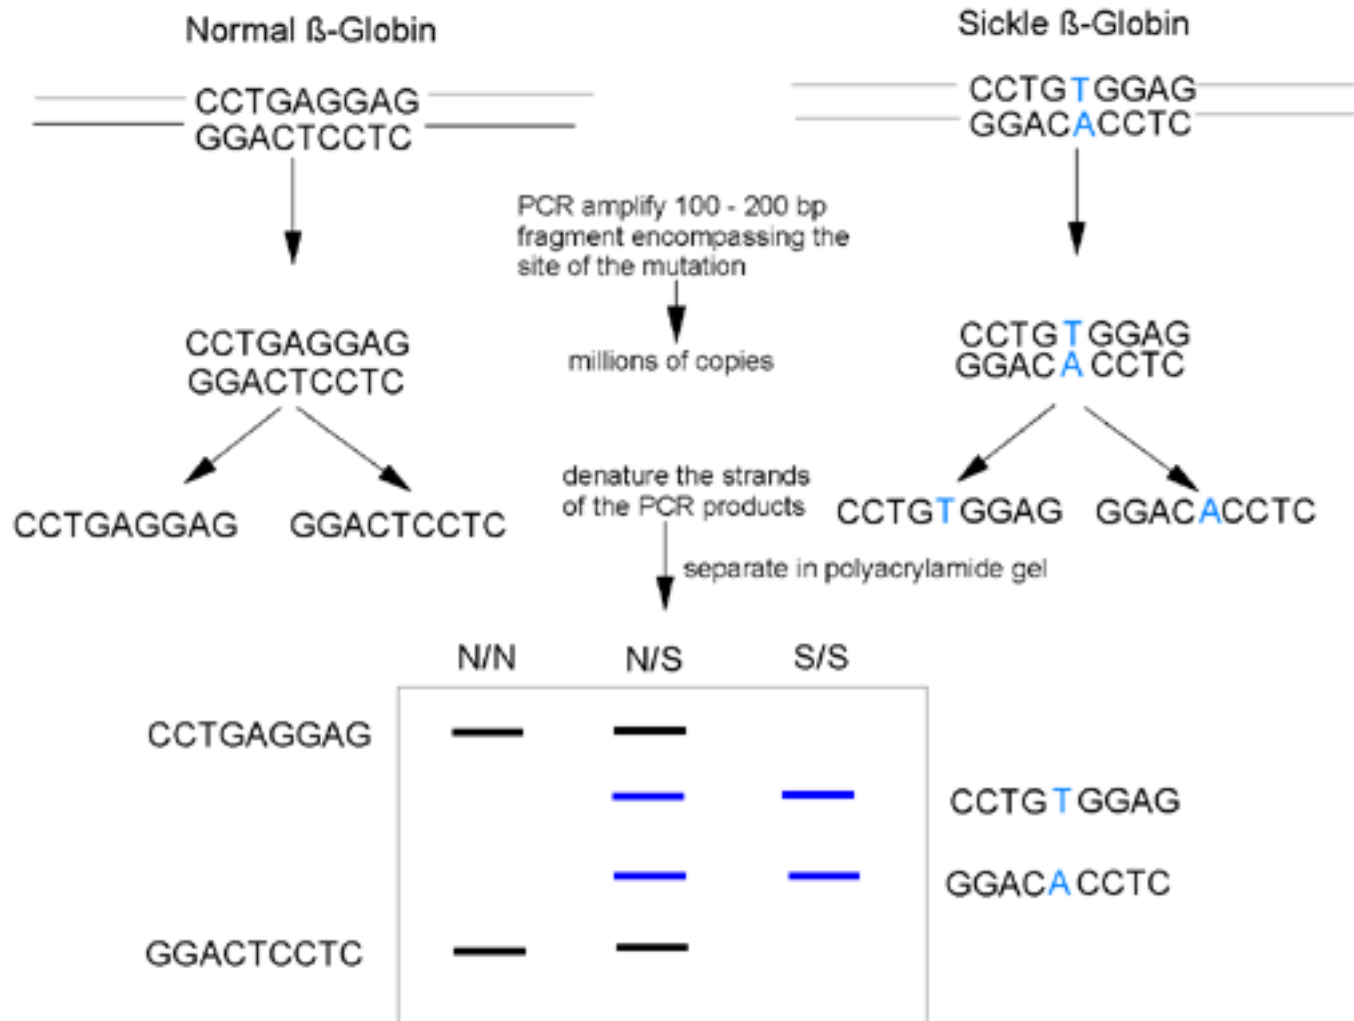 Normal ß-Globin
Sickle ß-Globin
CCTGAGGAG
GGACTCCTC
CCTGTGGAG
GGACACCTC
PCR amplify 100 - 200 bp
fragment encompassing the
site of the mutation
CCTGAGGAG
GGACTCCTC
millions of copies
CCTGTGGAG
GGACACCTC
CCTGAGGAG
GGACTCCTC
denature the strands
of the PCR products
CCTGTGGAG
GGACACCTC
separate in polyacrylamide gel
N/N
N/S
S/S
CCTGAGGAG
CCTGTGGAG
GGACACCTC
GGACTCCTC